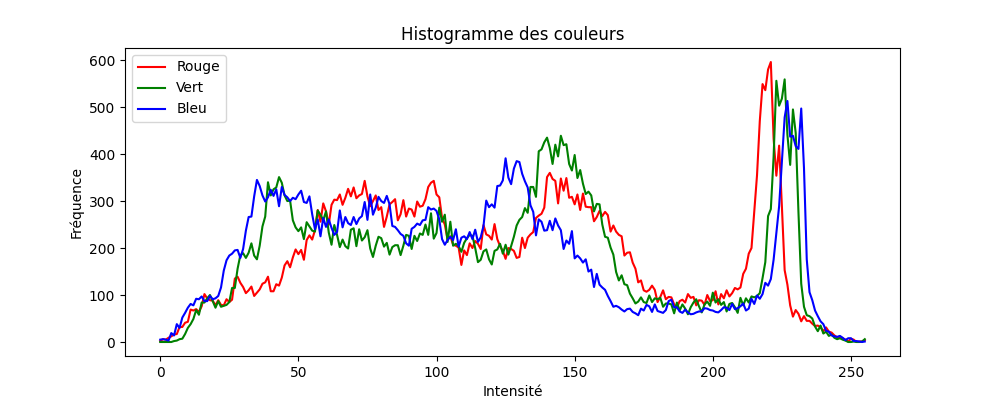 Histogramme des couleurs
Rouge
Vert
Bleu
Fréquence
600
500
400
300
200
100
0
0 50 100 150 200 250
Intensité